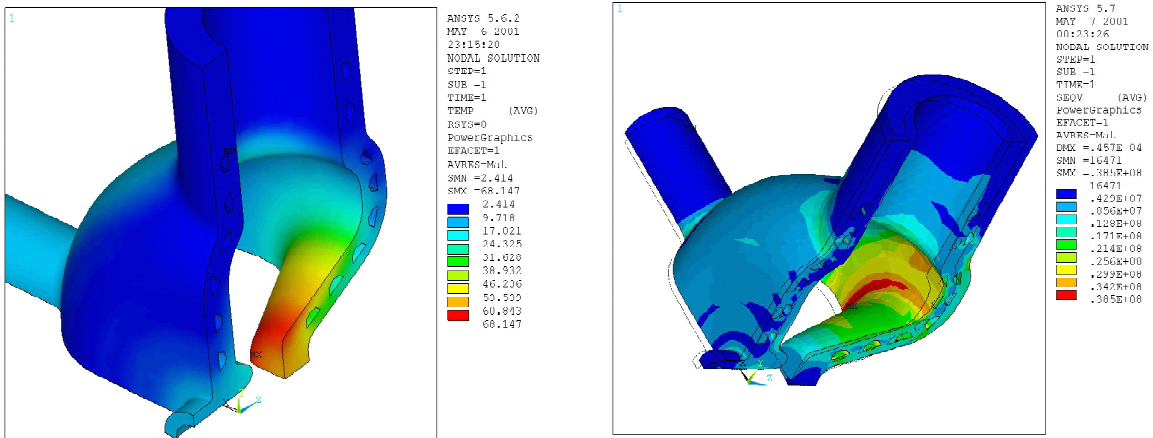 1
ANSYS 5.6.2
MAY 6 2001
23:15:20
NODAL SOLUTION
STEP=1
SUB =1
TIME=1
TEMP (AVG)
RSYS=0
PowerGraphics
EFACET=1
AVRES=Mat
SMN =2.414
SMX =68.147
2.414
9.718
17.021
24.325
31.628
38.932
46.236
53.539
60.843
68.147
MX
Z
1
ANSYS 5.7
MAY 7 2001
00:23:26
NODAL SOLUTION
STEP=1
SUB =1
TIME=1
SEQV (AVG)
PowerGraphics
EFACET=1
AVRES=Mat
DMX =.457E-04
SMN =16471
SMX =.385E+08
16471
.429E+07
.856E+07
.128E+08
.171E+08
.214E+08
.256E+08
.299E+08
.342E+08
.385E+08
Z